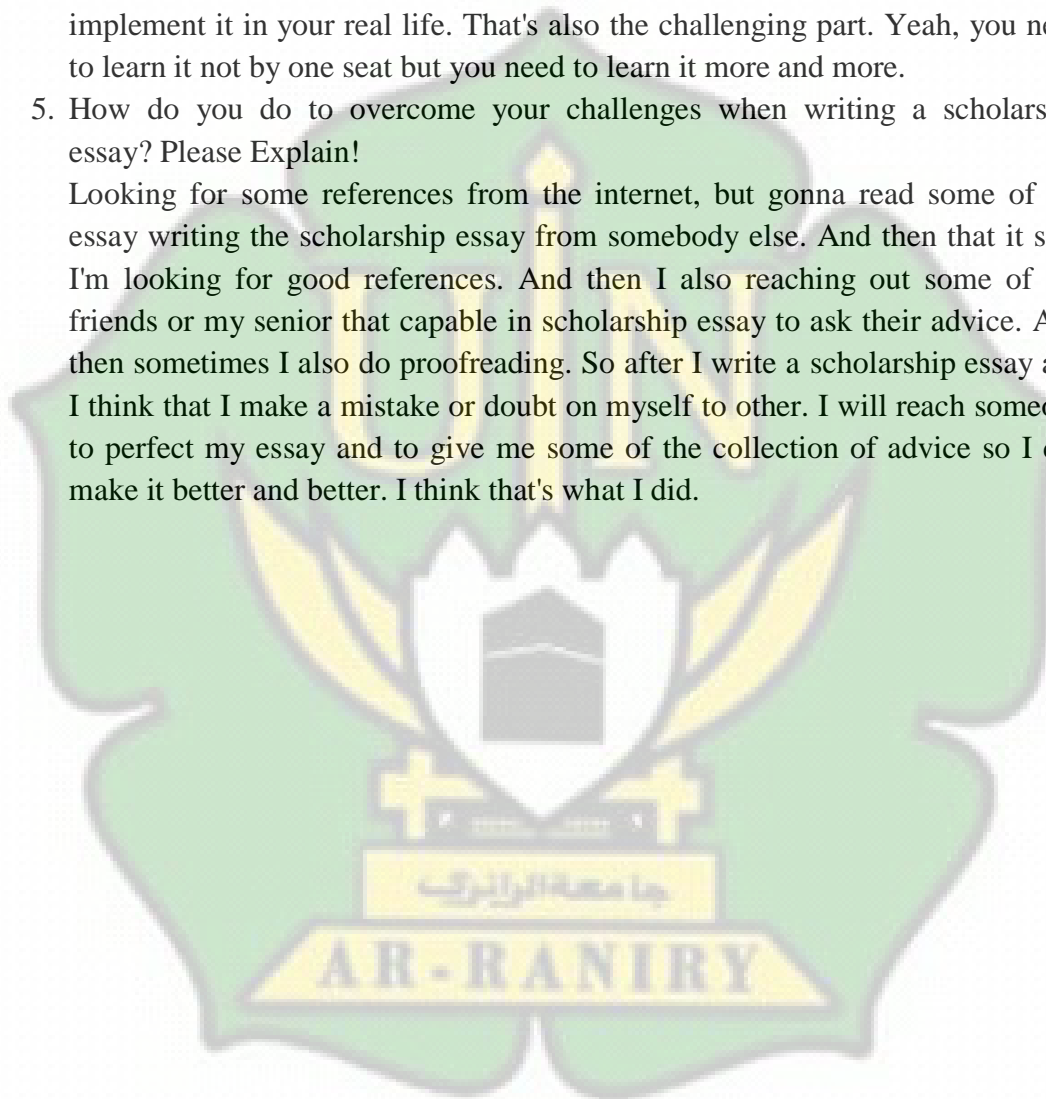 implement it in your real life. That's also the challenging part. Yeah, you ne
to learn it not by one seat but you need to learn it more and more.
5. How do you do to overcome your challenges when writing a scholars
essay? Please Explain!
Looking for some references from the internet, but gonna read some of
essay writing the scholarship essay from somebody else. And then that it s
I'm looking for good references. And then I also reaching out some of
friends or my senior that capable in scholarship essay to ask their advice. A
then sometimes I also do proofreading. So after I write a scholarship essay a
I think that I make a mistake or doubt on myself to other. I will reach someo
to perfect my essay and to give me some of the collection of advice so I c
make it better and better. I think that's what I did.
UIN
جامعة الرانري
AR-RANIRY